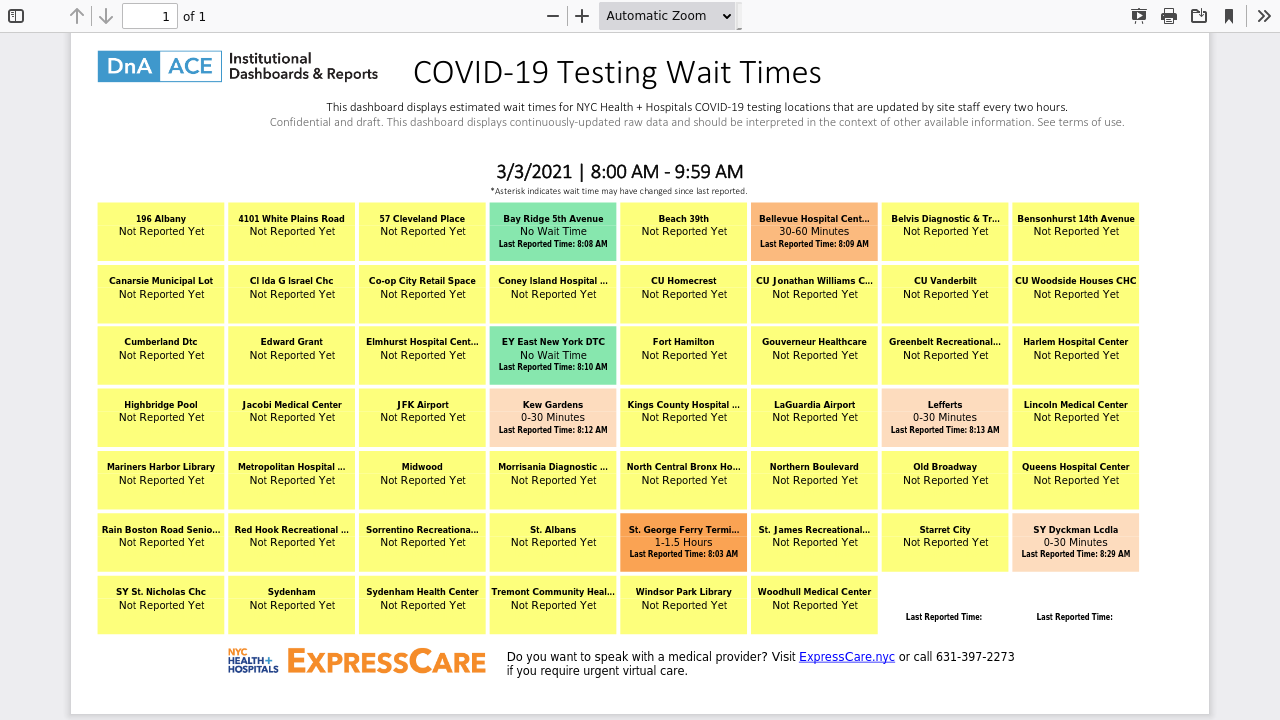 1 of 1 Automatic Zoom
DnA ACE Institutional
Dashboards & Reports
COVID-19 Testing Wait Times
This dashboard displays estimated wait times for NYC Health + Hospitals COVID-19 testing locations that are updated by site staff every two hours.
Confidential and draft. This dashboard displays continuously-updated raw data and should be interpreted in the context of other available information. See terms of use.
3/3/2021 | 8:00 AM - 9:59 AM
*Asterisk indicates wait time may have changed since last reported.
196 Albany 4101 White Plains Road 57 Cleveland Place Bay Ridge 5th Avenue Beach 39th Bellevue Hospital Cent... Belvis Diagnostic & Tr... Bensonhurst 14th Avenue
Not Reported Yet Not Reported Yet Not Reported Yet No Wait Time Not Reported Yet 30-60 Minutes Not Reported Yet Not Reported Yet
Last Reported Time: 8:08 AM Last Reported Time: 8:09 AM
Canarsie Municipal Lot CI Ida G Israel Chc Co-op City Retail Space Coney Island Hospital ... CU Homecrest CU Jonathan Williams C... CU Vanderbilt CU Woodside Houses CHC
Not Reported Yet Not Reported Yet Not Reported Yet Not Reported Yet Not Reported Yet Not Reported Yet Not Reported Yet Not Reported Yet
Cumberland Dtc Edward Grant Elmhurst Hospital Cent... EY East New York DTC Fort Hamilton Gouverneur Healthcare Greenbelt Recreational... Harlem Hospital Center
Not Reported Yet Not Reported Yet Not Reported Yet No Wait Time Not Reported Yet Not Reported Yet Not Reported Yet Not Reported Yet
Last Reported Time: 8:10 AM
Highbridge Pool Jacobi Medical Center JFK Airport Kew Gardens Kings County Hospital ... LaGuardia Airport Lefferts Lincoln Medical Center
Not Reported Yet Not Reported Yet Not Reported Yet 0-30 Minutes Not Reported Yet Not Reported Yet 0-30 Minutes Not Reported Yet
Last Reported Time: 8:12 AM Last Reported Time: 8:13 AM
Mariners Harbor Library Metropolitan Hospital ... Midwood Morrisania Diagnostic ... North Central Bronx Ho... Northern Boulevard Old Broadway Queens Hospital Center
Not Reported Yet Not Reported Yet Not Reported Yet Not Reported Yet Not Reported Yet Not Reported Yet Not Reported Yet Not Reported Yet
Rain Boston Road Senio... Red Hook Recreational ... Sorrentino Recreationa... St. Albans St. George Ferry Termi... St. James Recreational... Starret City SY Dyckman Lcdla
Not Reported Yet Not Reported Yet Not Reported Yet Not Reported Yet 1-1.5 Hours Not Reported Yet Not Reported Yet 0-30 Minutes
Last Reported Time: 8:03 AM Last Reported Time: 8:29 AM
SY St. Nicholas Chc Sydenham Sydenham Health Center Tremont Community Heal... Windsor Park Library Woodhull Medical Center
Not Reported Yet Not Reported Yet Not Reported Yet Not Reported Yet Not Reported Yet Not Reported Yet
Last Reported Time: Last Reported Time:
NYC
HEALTH+
HOSPITALS
EXPRESSCARE
Do you want to speak with a medical provider? Visit ExpressCare.nyc or call 631-397-2273
if you require urgent virtual care.